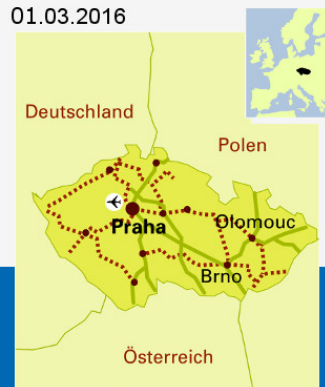 01.03.2016
Deutschland
Polen
Praha
Olomouc
Brno
Österreich